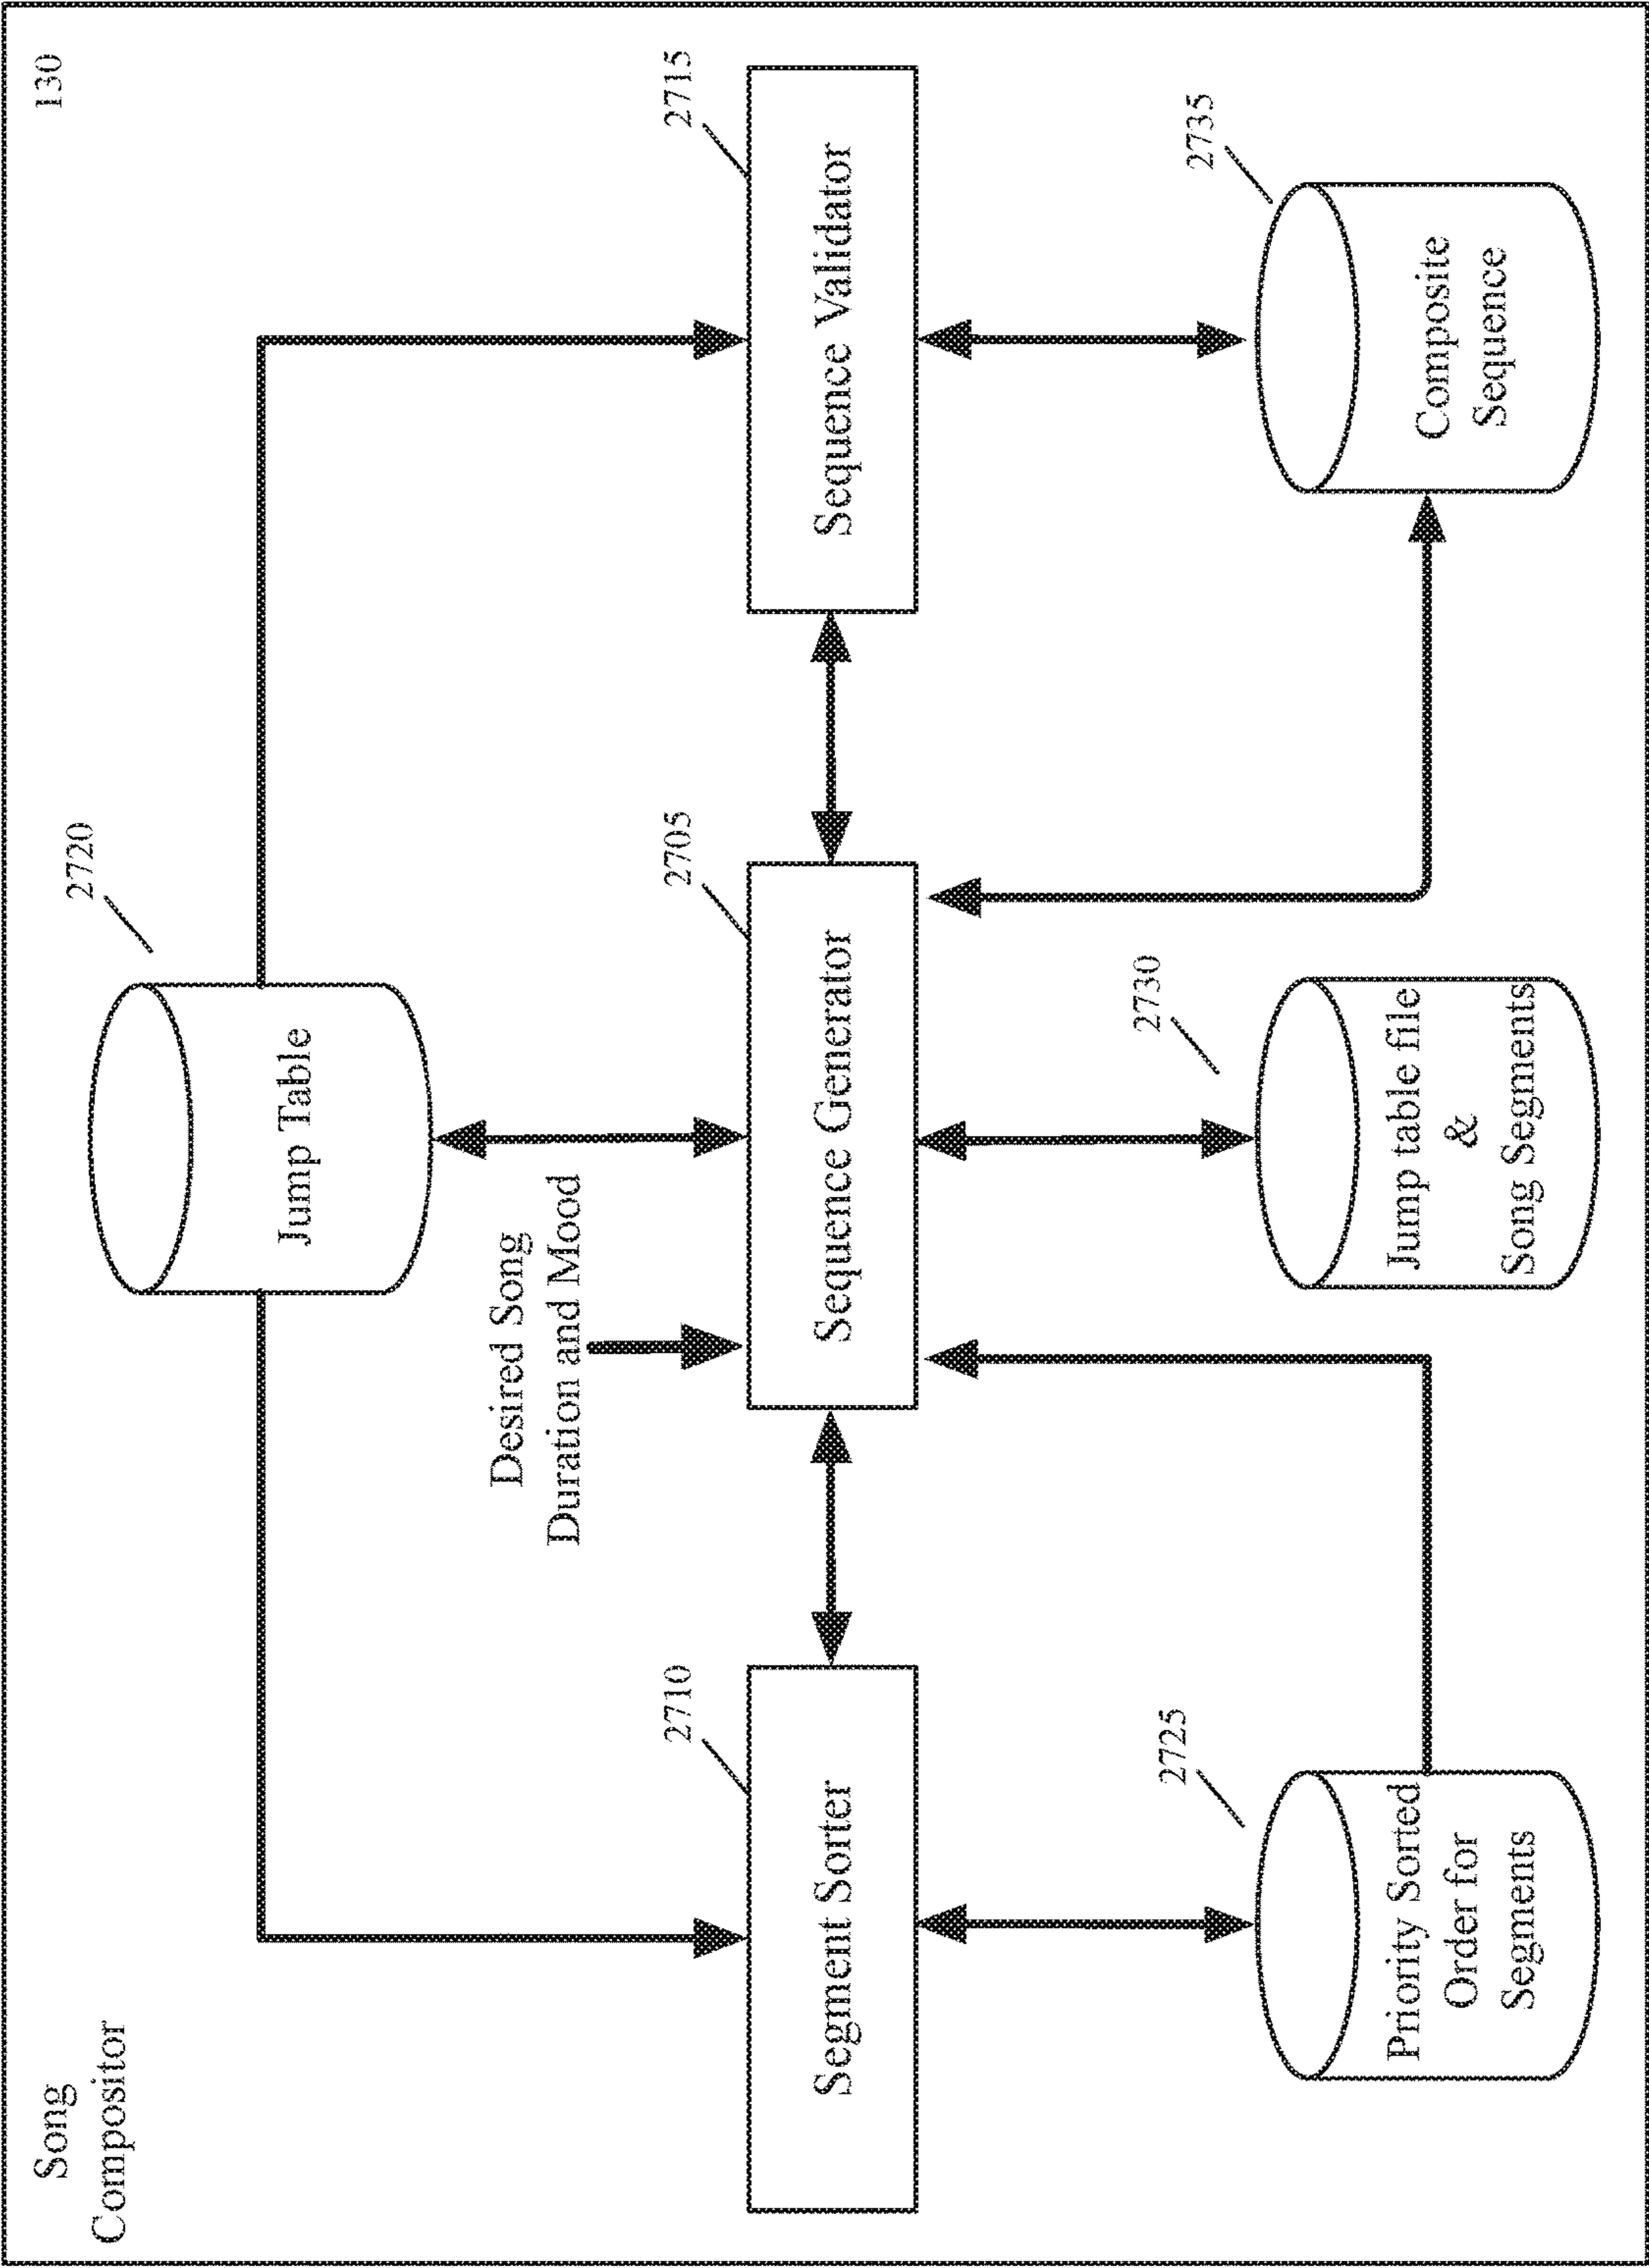 Song
Compositor
130
2720
Jump Table
Desired Song
Duration and Mood
2710
Segment Sorter
2705
Sequence Generator
2715
Sequence Validator
2725
Priority Sorted
Order for
Segments
2730
Jump table file
&
Song Segments
2735
Composite
Sequence